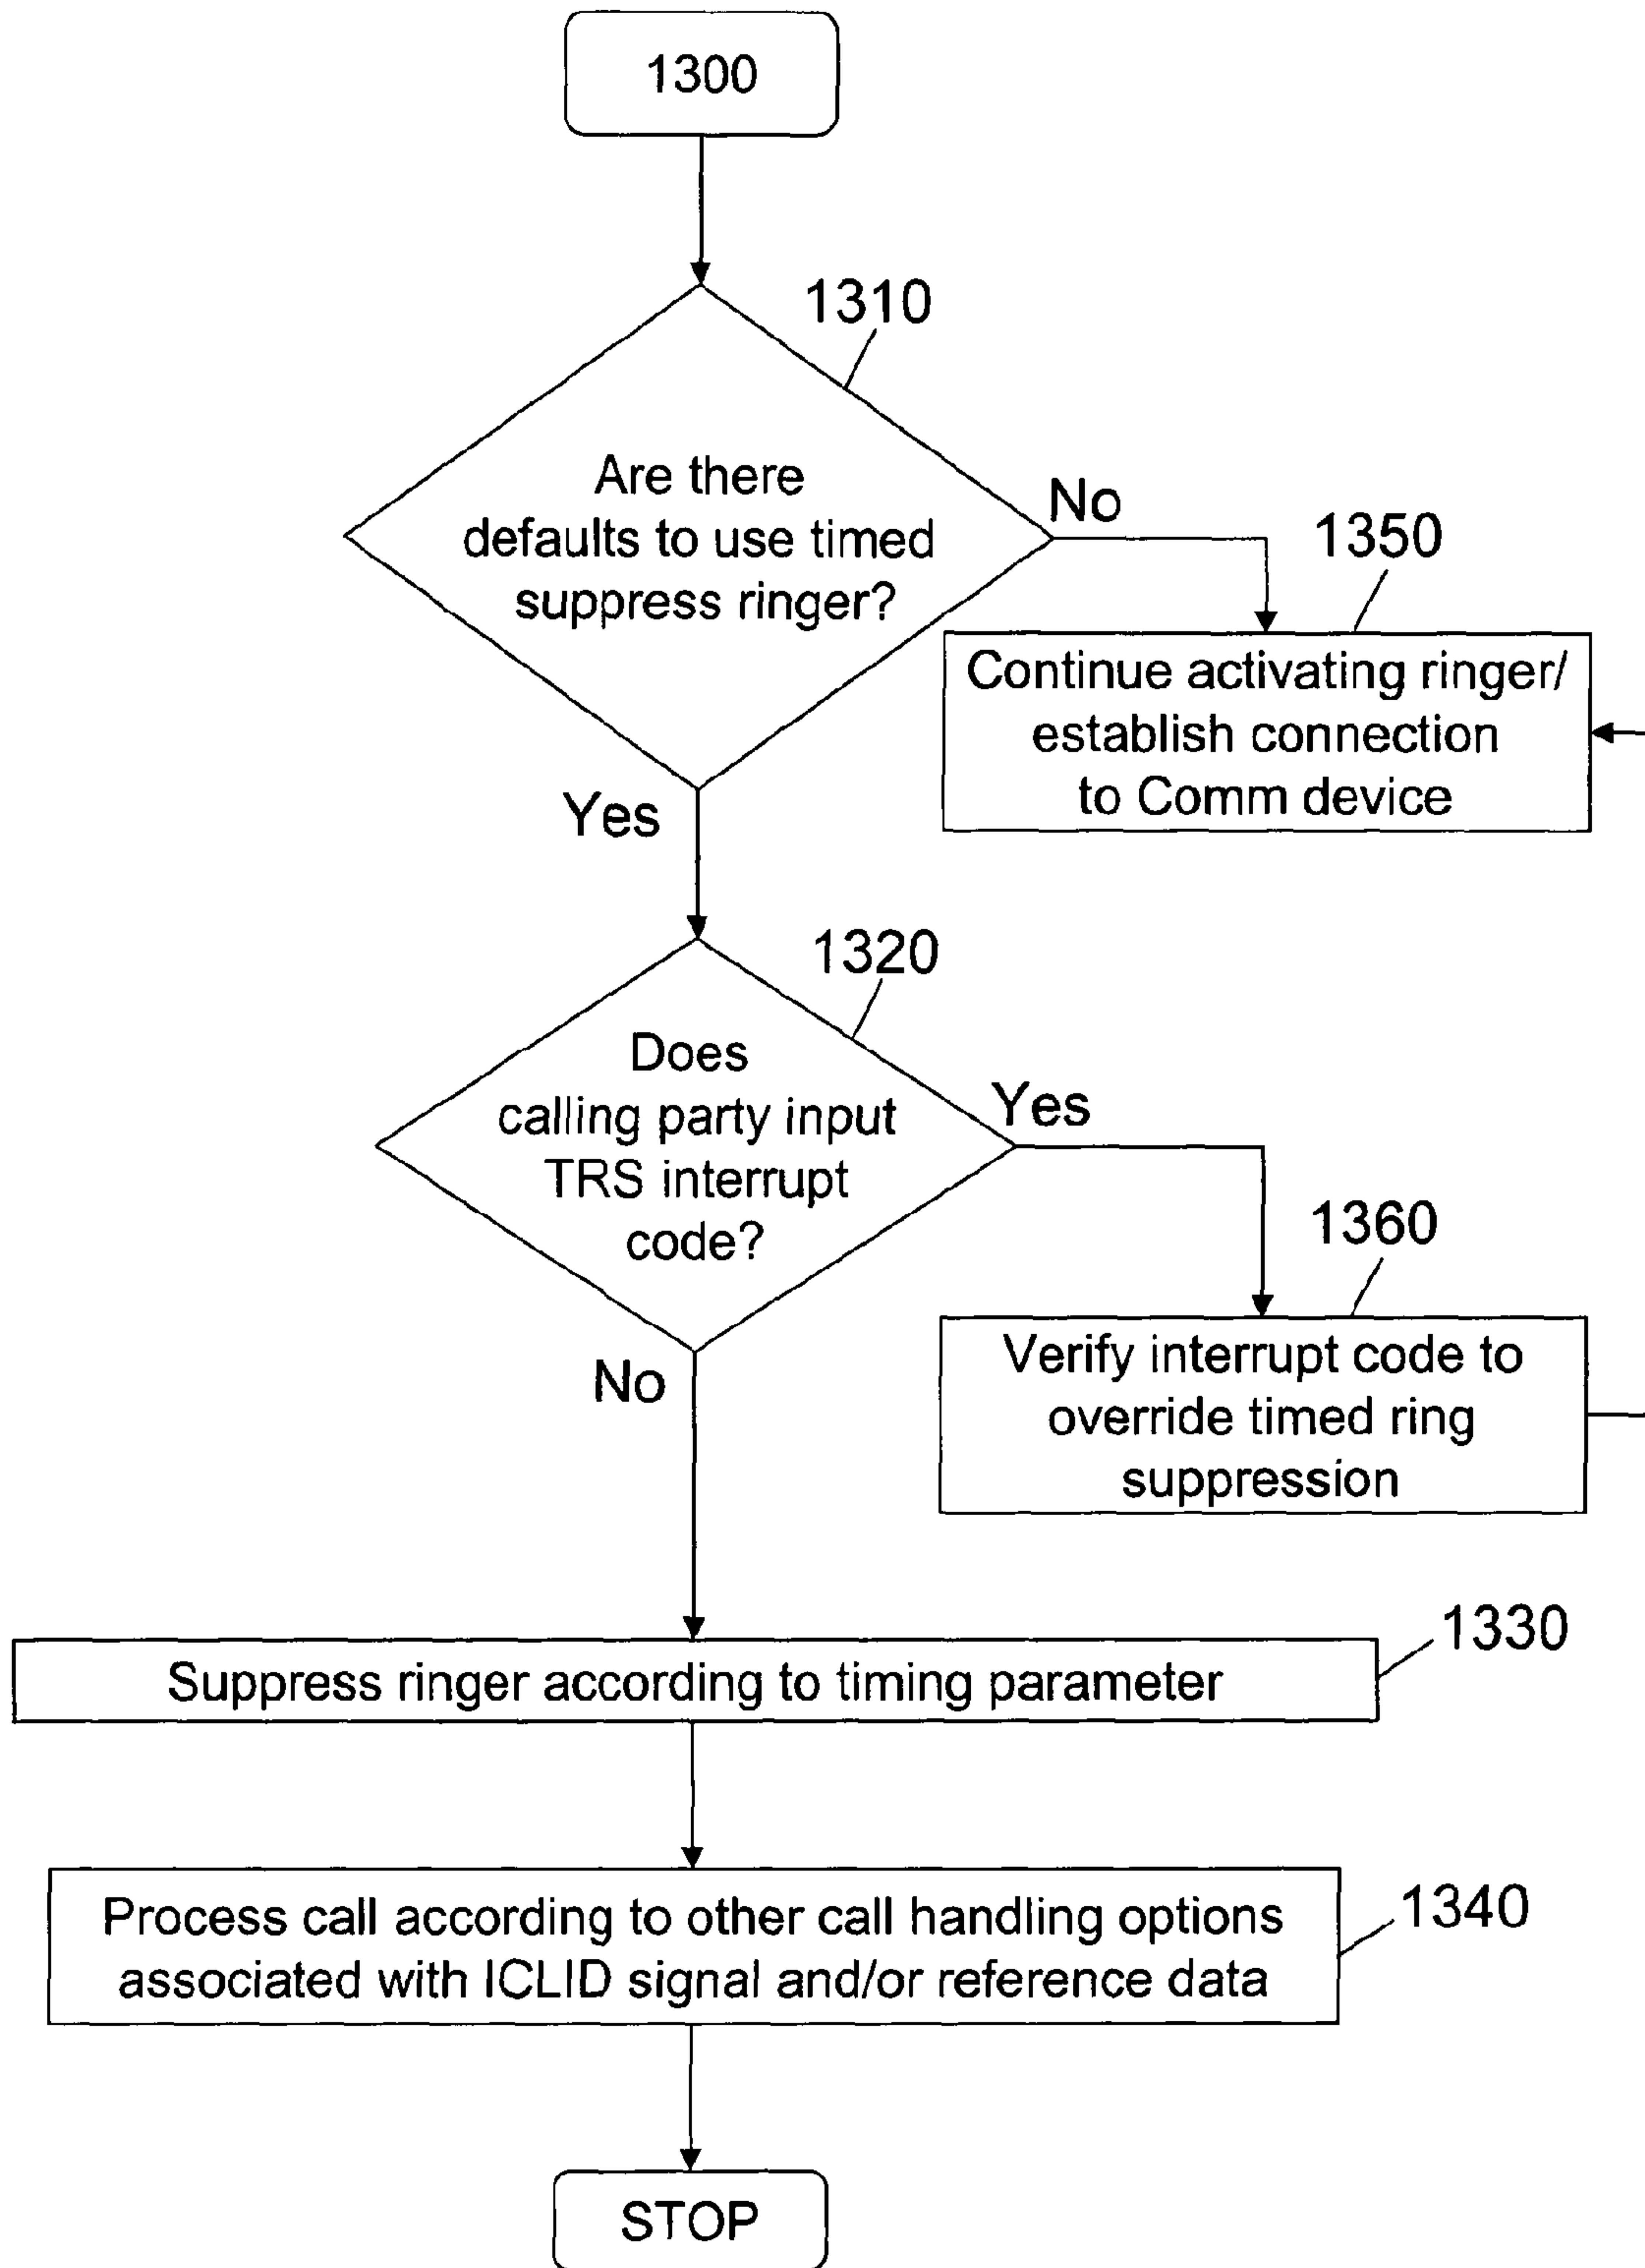 1300
1310
Are there
defaults to use timed
suppress ringer?
No
1350
Continue activating ringer/
establish connection
to Comm device
Yes
1320
Does
calling party input
TRS interrupt
code?
Yes
1360
Verify interrupt code to
override timed ring
suppression
No
1330
Suppress ringer according to timing parameter
1340
Process call according to other call handling options
associated with ICLID signal and/or reference data
STOP